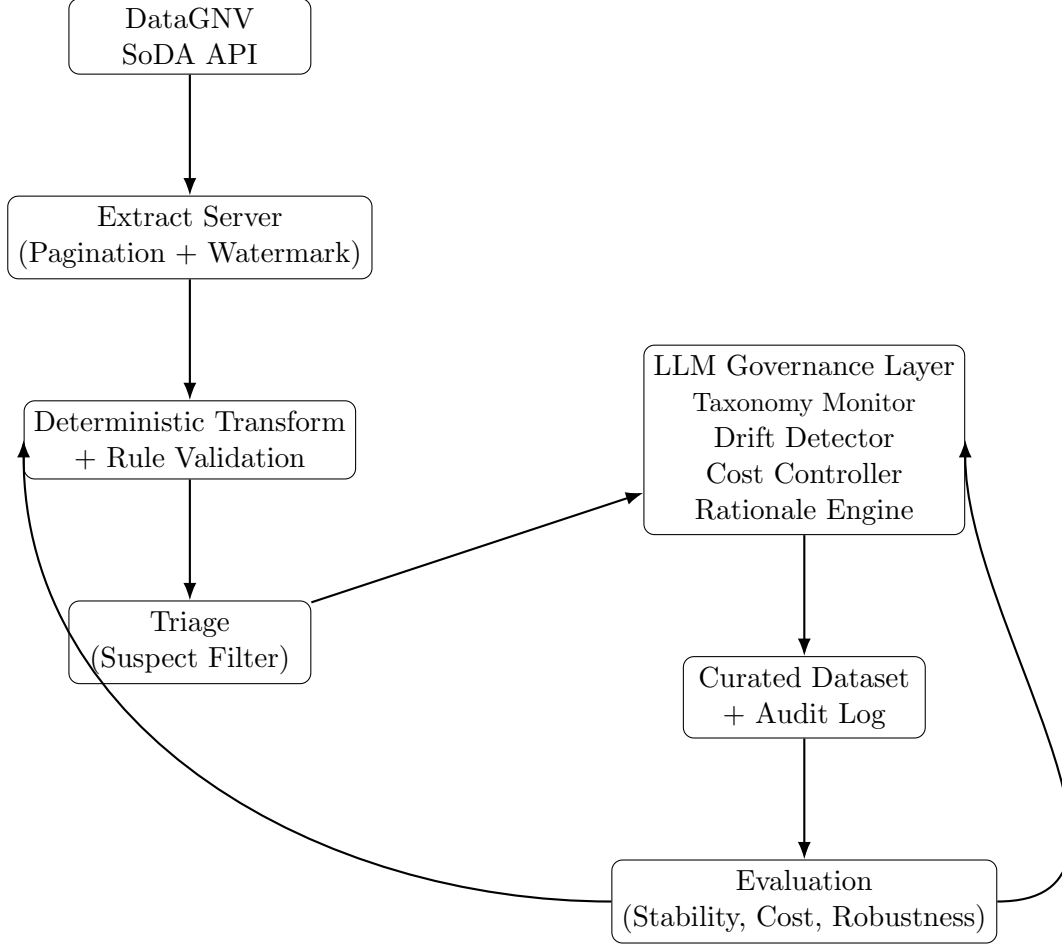 DataGNV
SoDA API
Extract Server
(Pagination + Watermark)
Deterministic Transform
+ Rule Validation
Triage
(Suspect Filter)
LLM Governance Layer
Taxonomy Monitor
Drift Detector
Cost Controller
Rationale Engine
Curated Dataset
+ Audit Log
Evaluation
(Stability, Cost, Robustness)